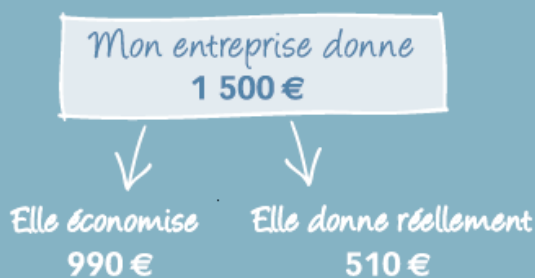 Mon entreprise donne
1 500 €
Elle économise
990 €
Elle donne réellement
510 €